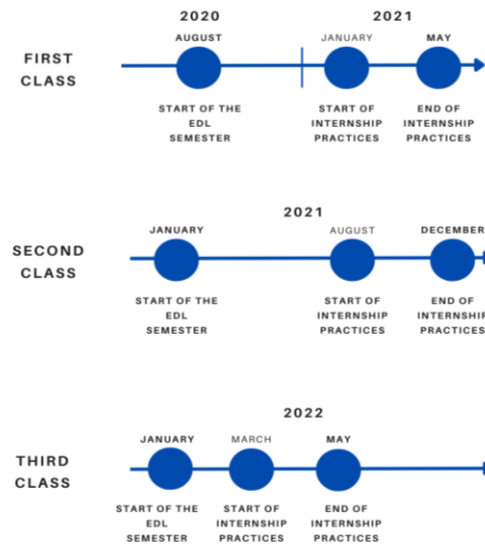 2020 2021
AUGUST JANUARY MAY
FIRST
CLASS
START OF THE START OF END OF
EDL INTERNSHIP INTERNSHIP
SEMESTER PRACTICES PRACTICES
2021
JANUARY AUGUST DECEMBER
SECOND
CLASS
START OF THE START OF END OF
EDL INTERNSHIP INTERNSHIP
SEMESTER PRACTICES PRACTICES
2022
JANUARY MARCH MAY
THIRD
CLASS
START OF THE START OF END OF
EDL INTERNSHIP INTERNSHIP
SEMESTER PRACTICES PRACTICES